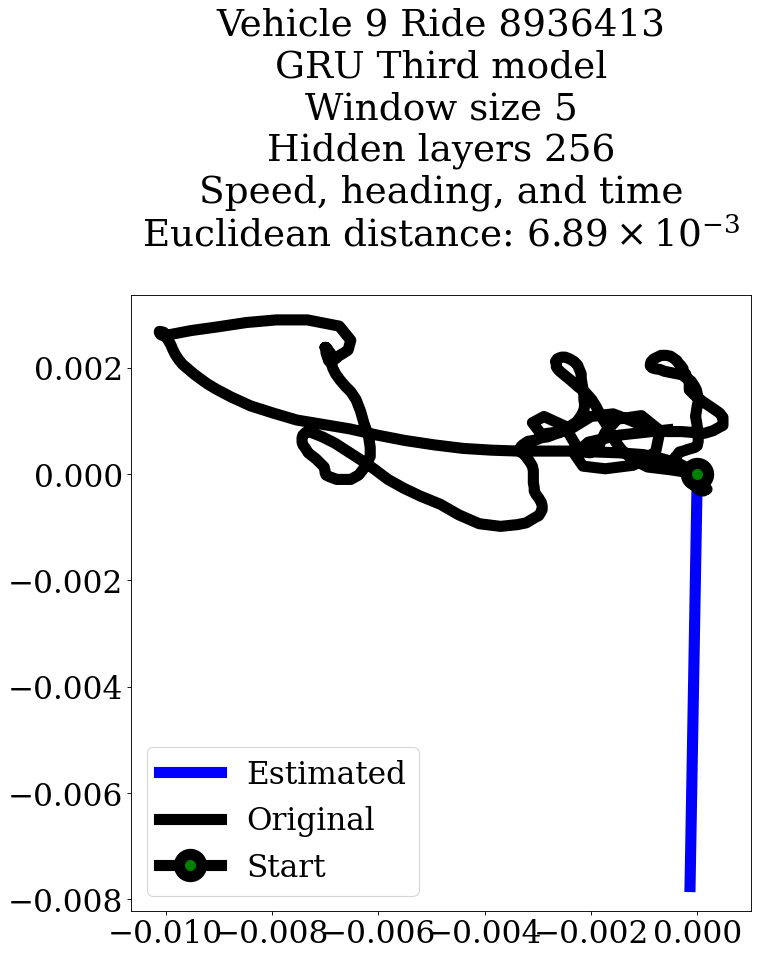 Vehicle 9 Ride 8936413
GRU Third model
Window size 5
Hidden layers 256
Speed, heading, and time
Euclidean distance: 6.89 × 10⁻³
0.002
0.000
−0.002
−0.004
−0.006
−0.008
Estimated
Original
Start
−0.010 −0.008 −0.006 −0.004 −0.002 0.000